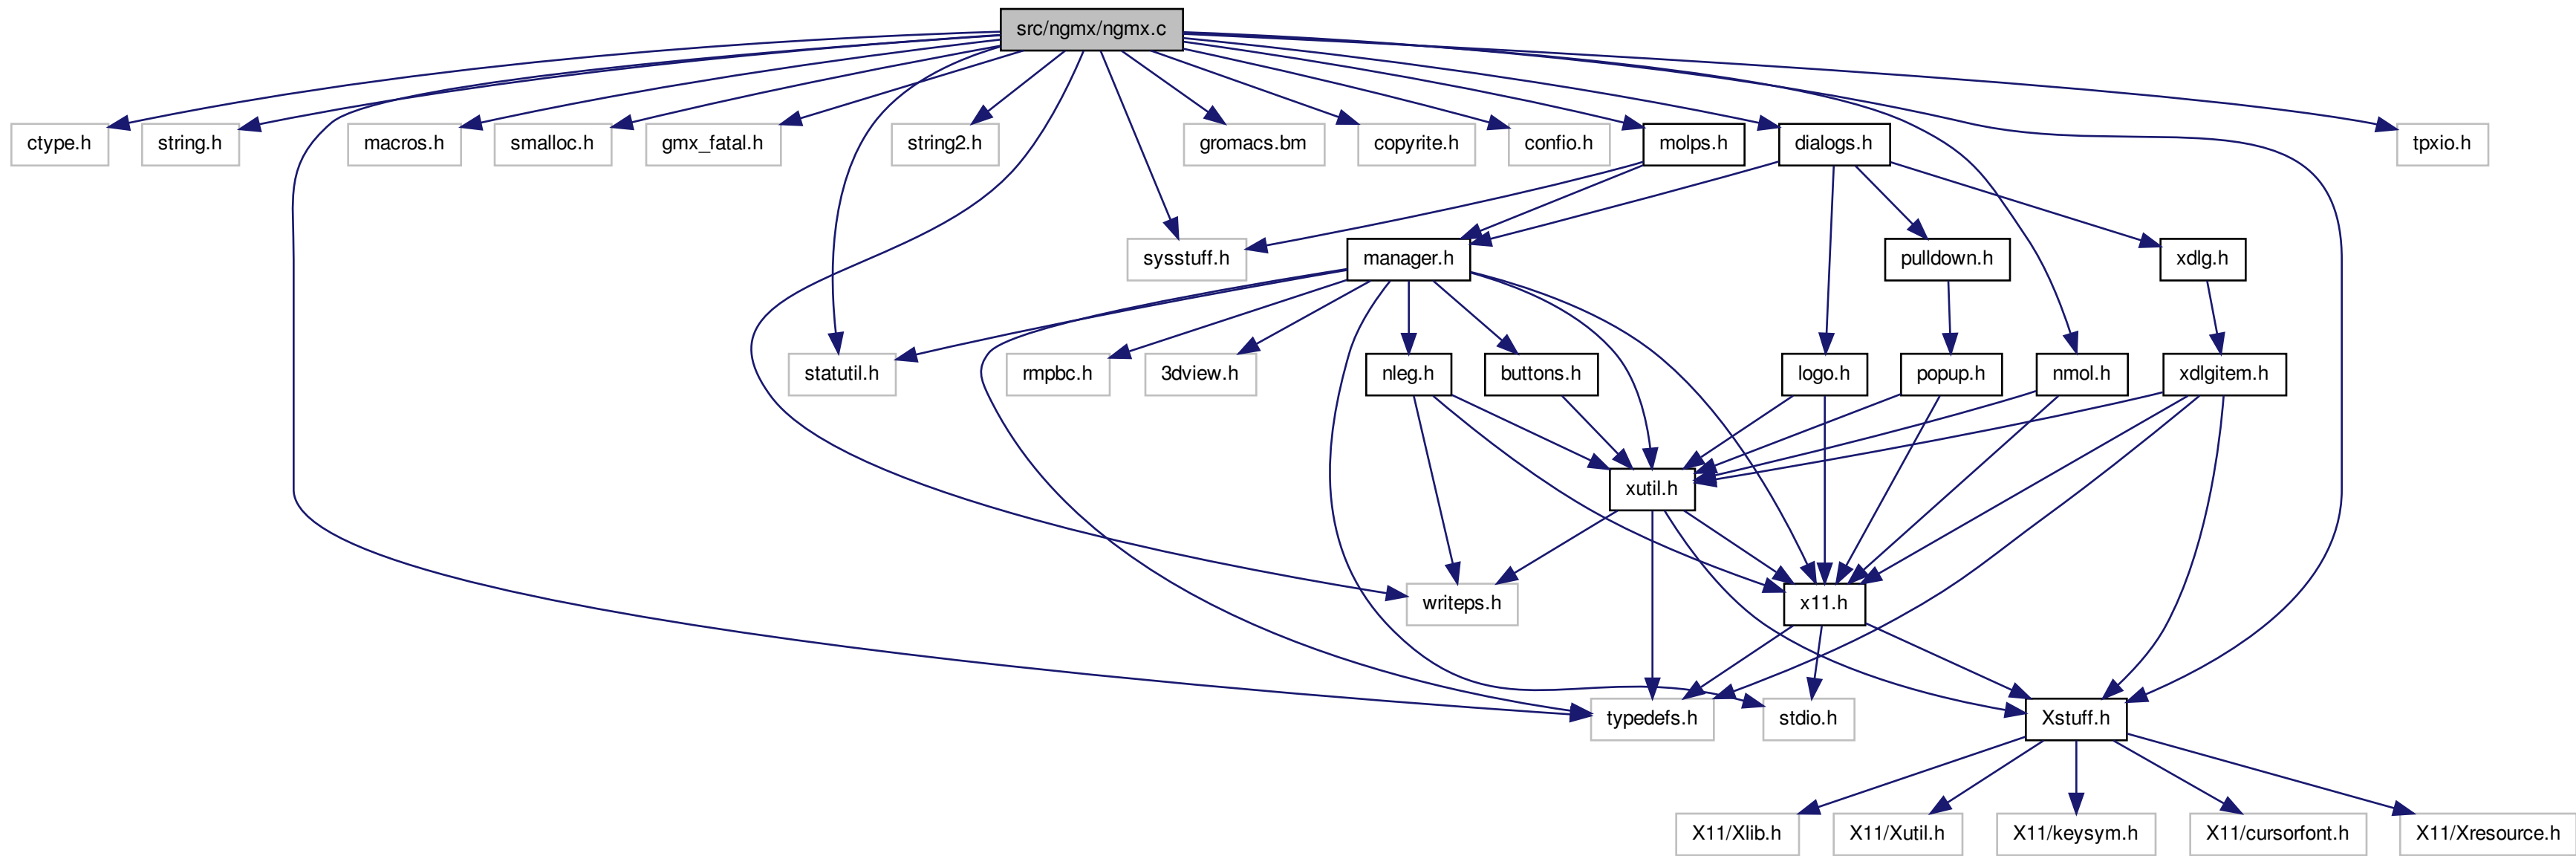 src/ngmx/ngmx.c
ctype.h
string.h
macros.h
smalloc.h
gmx_fatal.h
string2.h
gromacs.bm
copyrite.h
confio.h
molps.h
dialogs.h
tpxio.h
sysstuff.h
manager.h
pulldown.h
xdlg.h
statutil.h
rmpbc.h
3dview.h
nleg.h
buttons.h
logo.h
popup.h
nmol.h
xdlgitem.h
xutil.h
writeps.h
x11.h
typedefs.h
stdio.h
Xstuff.h
X11/Xlib.h
X11/Xutil.h
X11/keysym.h
X11/cursorfont.h
X11/Xresource.h